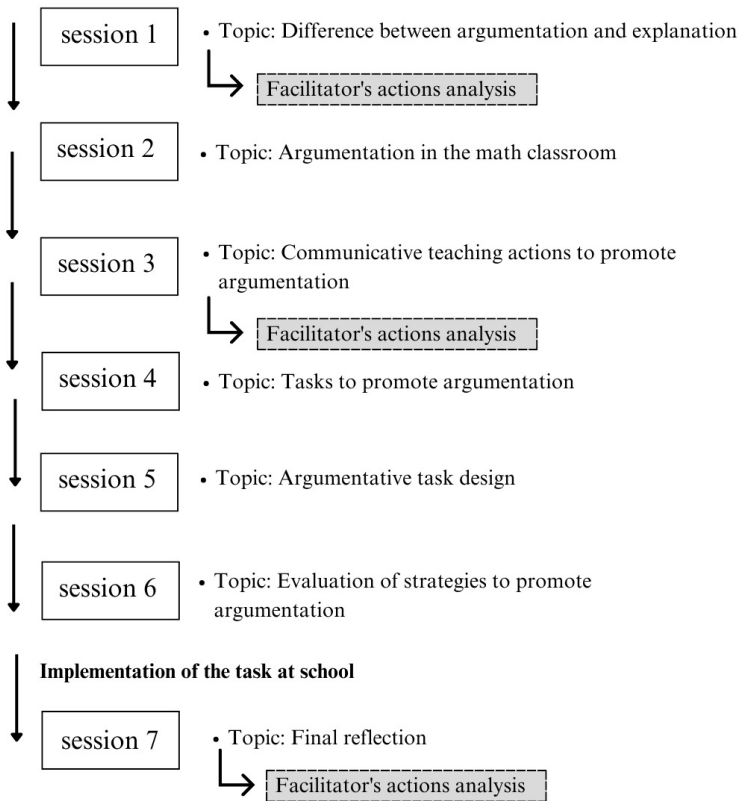 session 1
• Topic: Difference between argumentation and explanation
Facilitator's actions analysis
session 2
• Topic: Argumentation in the math classroom
session 3
• Topic: Communicative teaching actions to promote
argumentation
Facilitator's actions analysis
session 4
• Topic: Tasks to promote argumentation
session 5
• Topic: Argumentative task design
session 6
• Topic: Evaluation of strategies to promote
argumentation
Implementation of the task at school
session 7
• Topic: Final reflection
Facilitator's actions analysis